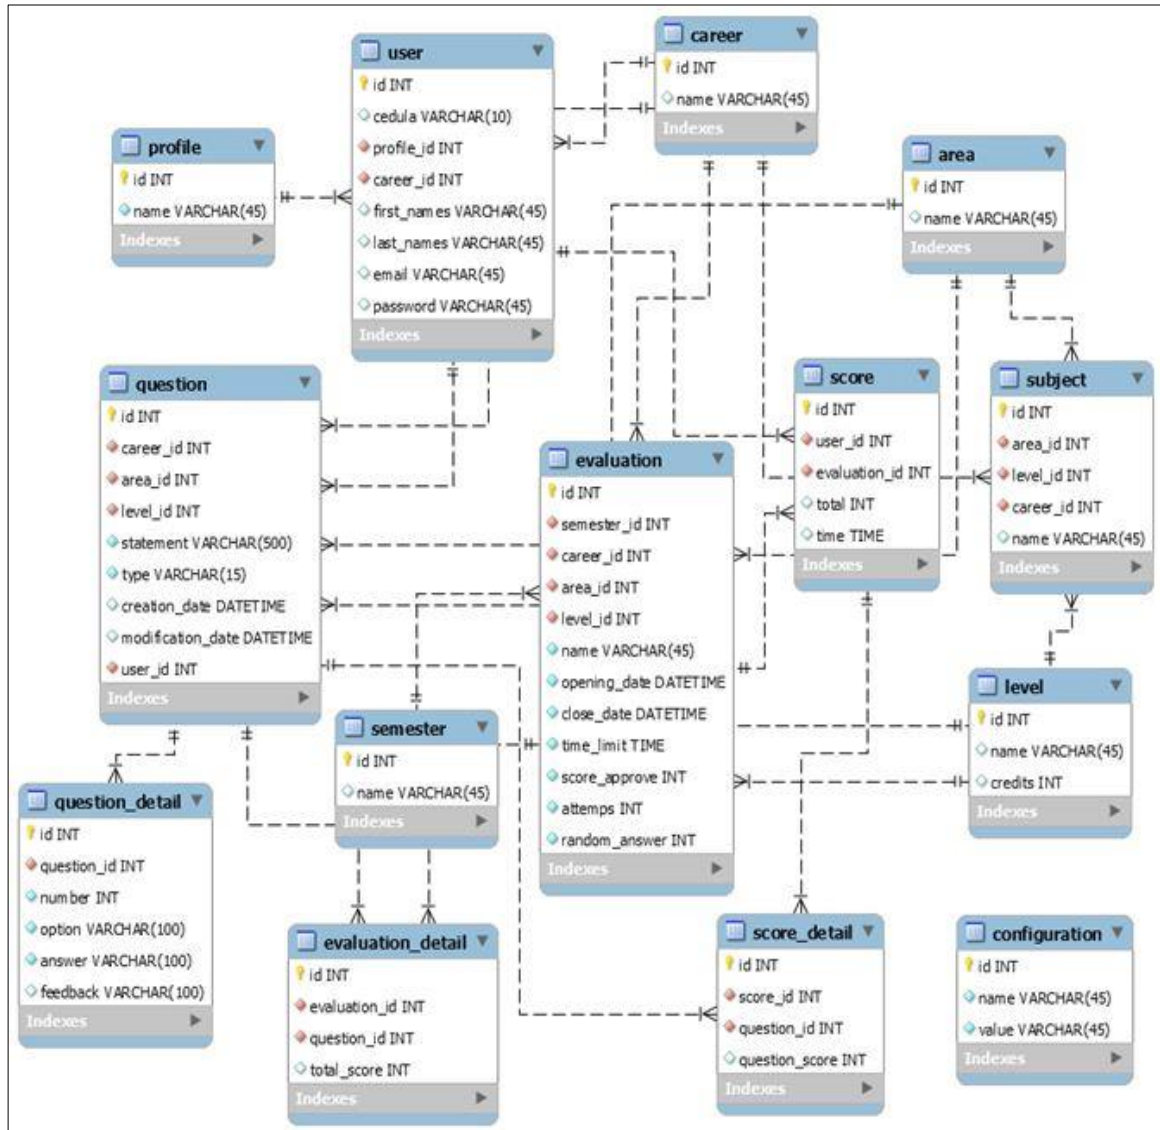 user
id INT
cedula VARCHAR(10)
profile_id INT
career_id INT
first_names VARCHAR(45)
last_names VARCHAR(45)
email VARCHAR(45)
password VARCHAR(45)
Indexes
career
id INT
name VARCHAR(45)
Indexes
profile
id INT
name VARCHAR(45)
Indexes
area
id INT
name VARCHAR(45)
Indexes
question
id INT
career_id INT
area_id INT
level_id INT
statement VARCHAR(500)
type VARCHAR(15)
creation_date DATETIME
modification_date DATETIME
user_id INT
Indexes
evaluation
id INT
semester_id INT
career_id INT
area_id INT
level_id INT
name VARCHAR(45)
opening_date DATETIME
close_date DATETIME
time_limit TIME
score_approve INT
attemps INT
random_answer INT
Indexes
score
id INT
user_id INT
evaluation_id INT
total INT
time TIME
Indexes
subject
id INT
area_id INT
level_id INT
career_id INT
name VARCHAR(45)
Indexes
semester
id INT
name VARCHAR(45)
Indexes
level
id INT
name VARCHAR(45)
credits INT
Indexes
question_detail
id INT
question_id INT
number INT
option VARCHAR(100)
answer VARCHAR(100)
feedback VARCHAR(100)
Indexes
evaluation_detail
id INT
evaluation_id INT
question_id INT
total_score INT
Indexes
score_detail
id INT
score_id INT
question_id INT
question_score INT
Indexes
configuration
id INT
name VARCHAR(45)
value VARCHAR(45)
Indexes